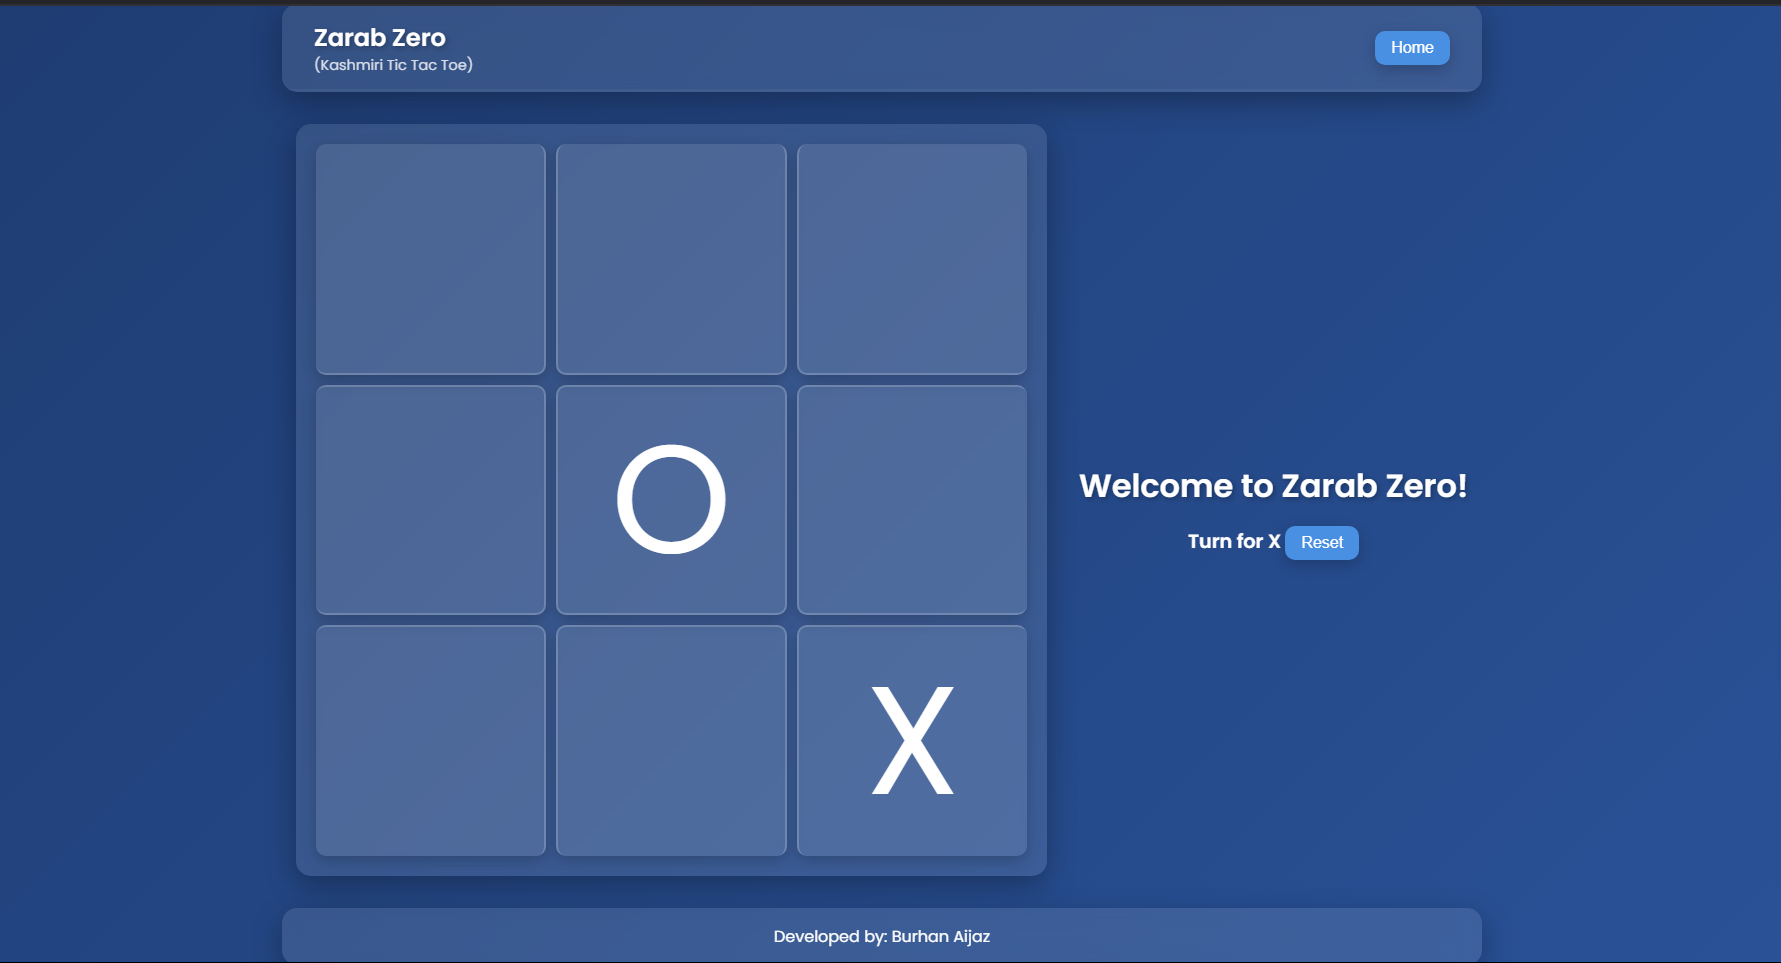 Zarab Zero
(Kashmiri Tic Tac Toe)
Home
O
X
Welcome to Zarab Zero!
Turn for X Reset
Developed by: Burhan Aijaz